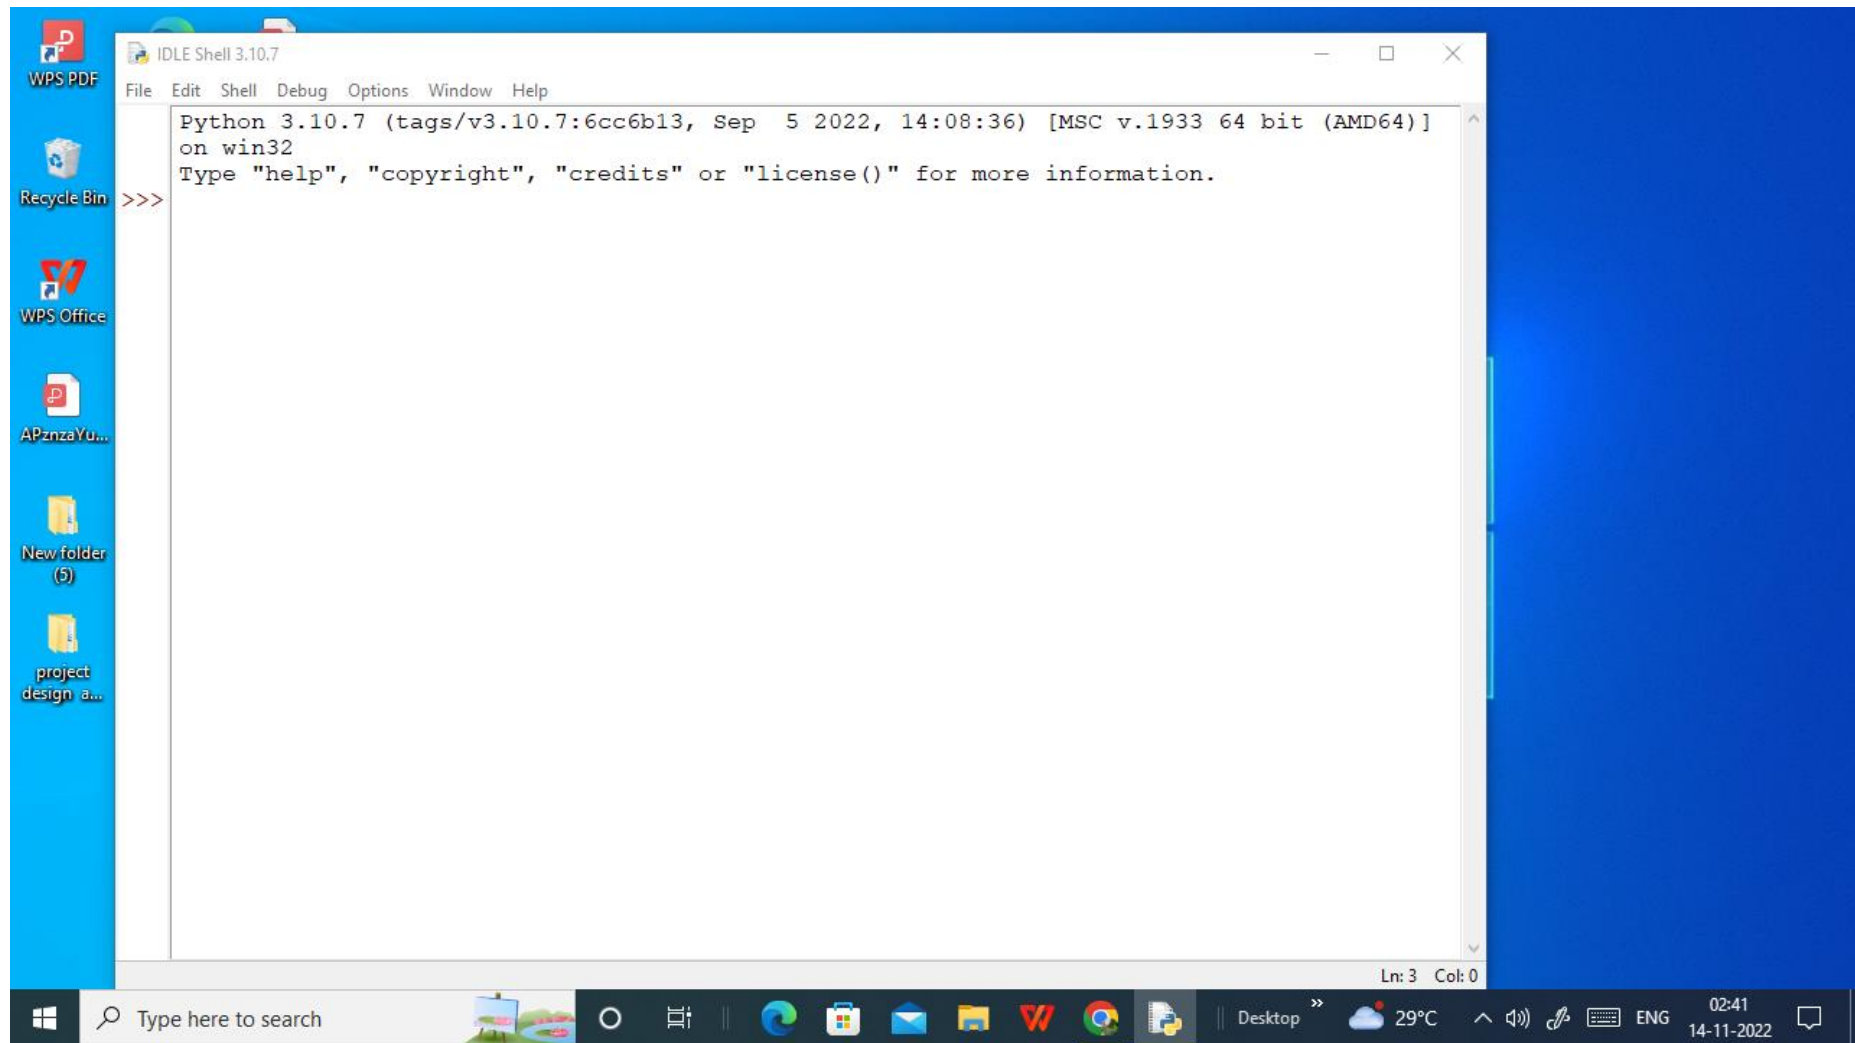 WPS PDF
Recycle Bin
WPS Office
APznzaYu...
New folder
(5)
project
design a...
IDLE Shell 3.10.7
File Edit Shell Debug Options Window Help
Python 3.10.7 (tags/v3.10.7:6cc6b13, Sep  5 2022, 14:08:36) [MSC v.1933 64 bit (AMD64)]
on win32
Type "help", "copyright", "credits" or "license()" for more information.
>>>
Ln: 3 Col: 0
Type here to search
Desktop
29°C
ENG
02:41
14-11-2022